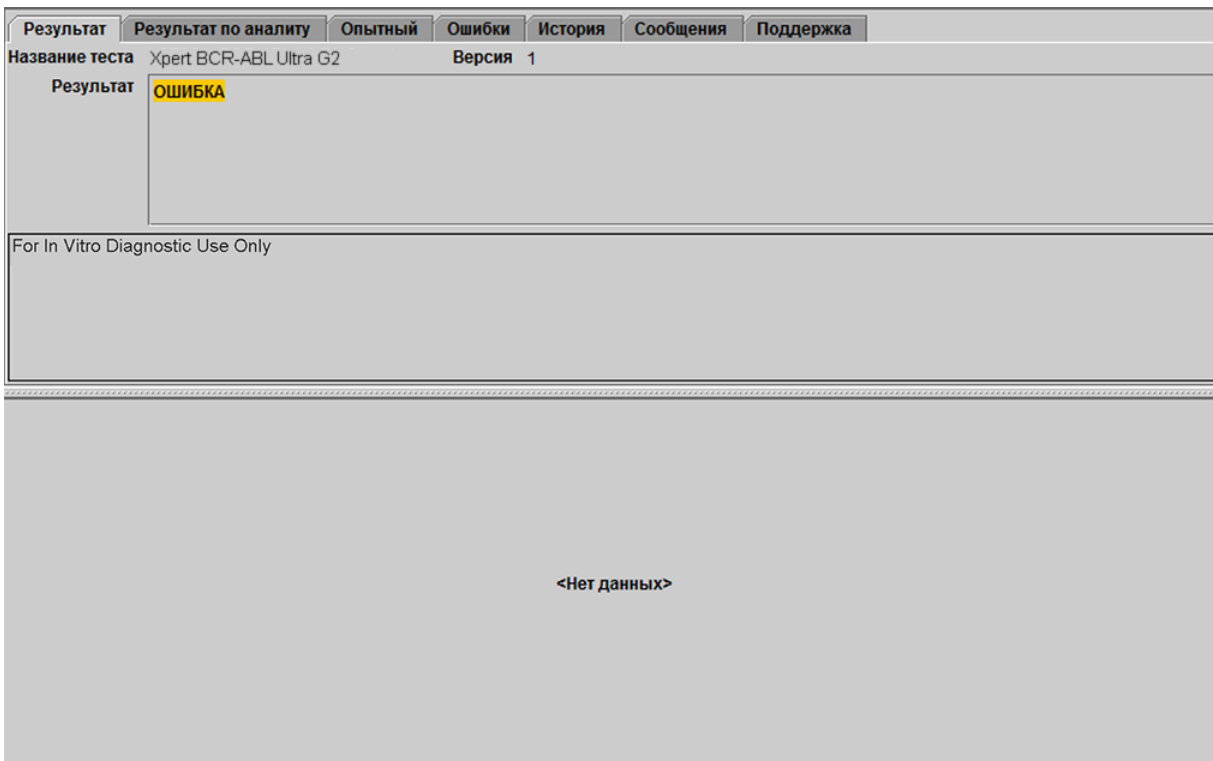 Результат Результат по аналиту Опытный Ошибки История Сообщения Поддержка
Название теста Xpert BCR-ABL Ultra G2 Версия 1
Результат ОШИБКА
For In Vitro Diagnostic Use Only
<Нет данных>